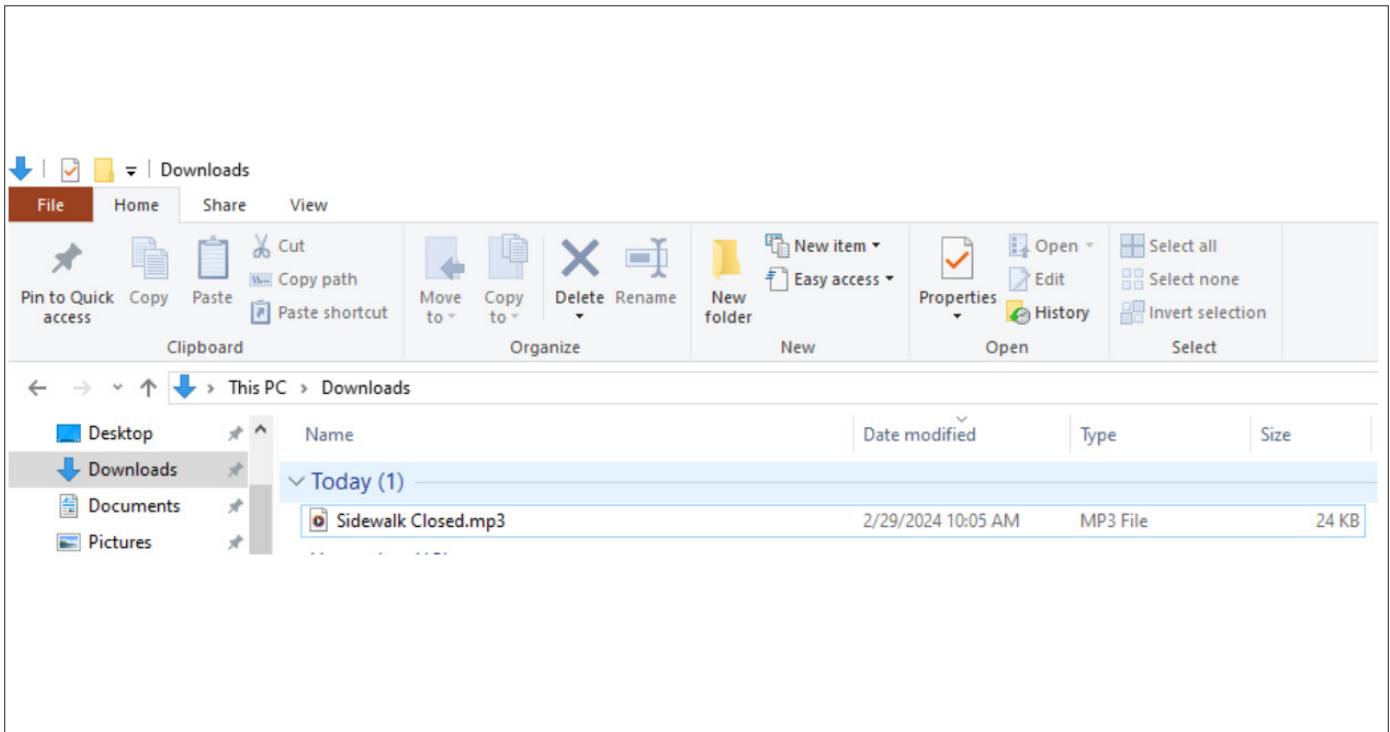 Downloads
File Home Share View
Pin to Quick access
Copy
Paste
Cut
Copy path
Paste shortcut
Clipboard
Move to
Copy to
Delete
Rename
Organize
New folder
New item
Easy access
New
Properties
Open
Edit
History
Open
Select all
Select none
Invert selection
Select
This PC > Downloads
Desktop
Downloads
Documents
Pictures
Name Date modified Type Size
Today (1)
Sidewalk Closed.mp3 2/29/2024 10:05 AM MP3 File 24 KB